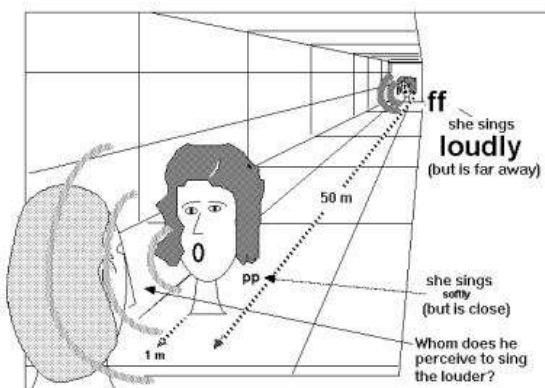 ff
she sings
loudly
(but is far away)
50 m
pp
she sings
softly
(but is close)
1 m
Whom does he
perceive to sing
the louder?